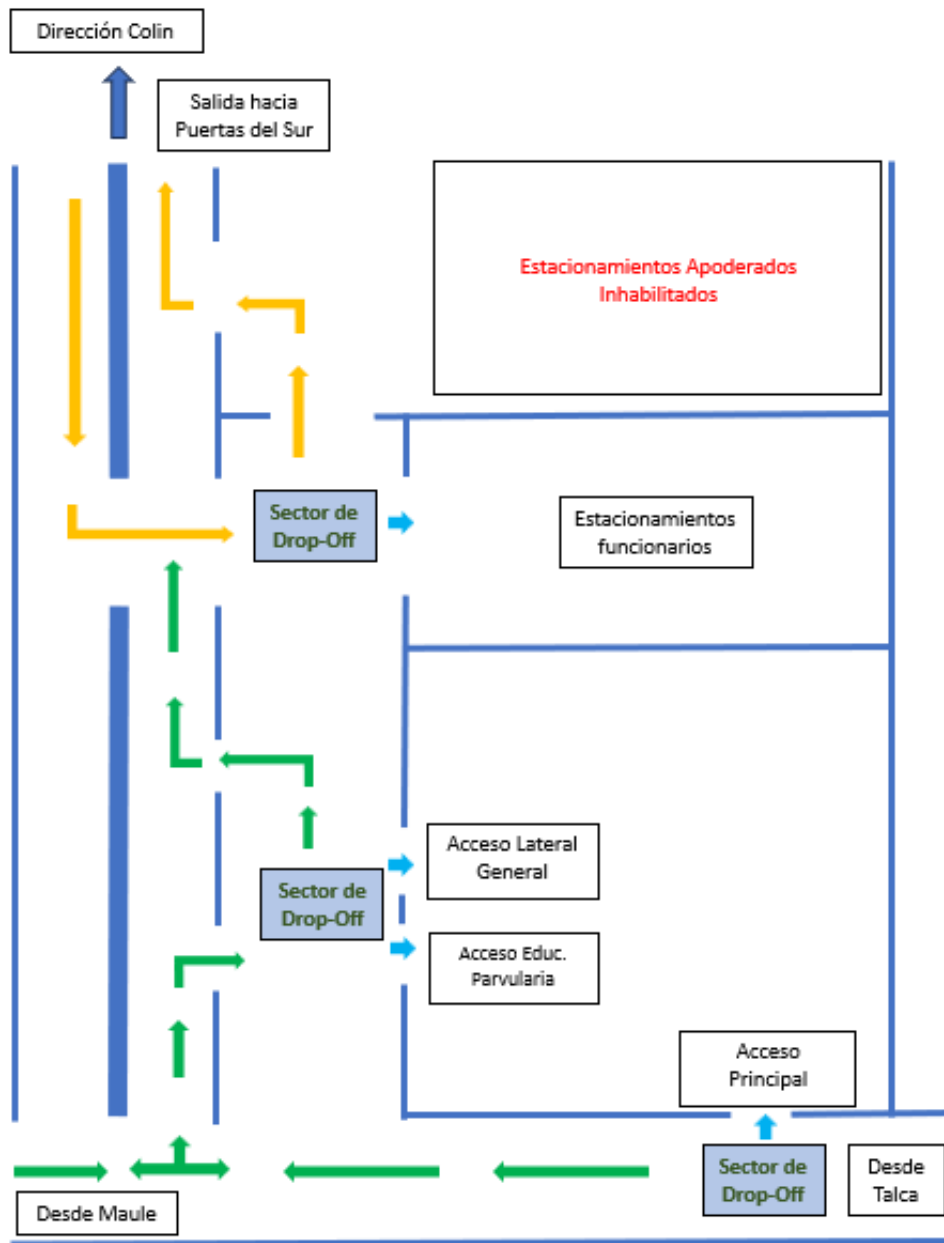 Dirección Colin
Salida hacia
Puertas del Sur
Estacionamientos Apoderados
Inhabilitados
Sector de
Drop-Off
Estacionamientos
funcionarios
Acceso Lateral
General
Sector de
Drop-Off
Acceso Educ.
Parvularia
Acceso
Principal
Sector de
Drop-Off
Desde
Talca
Desde Maule